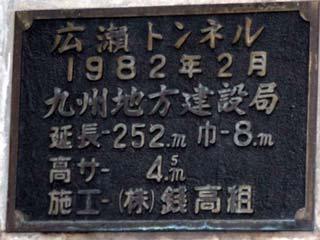 広瀬トンネル
1982年2月
九州地方建設局
延長-252.m 巾-8.m
高サ- 4.5m
施工-(株)銭高組